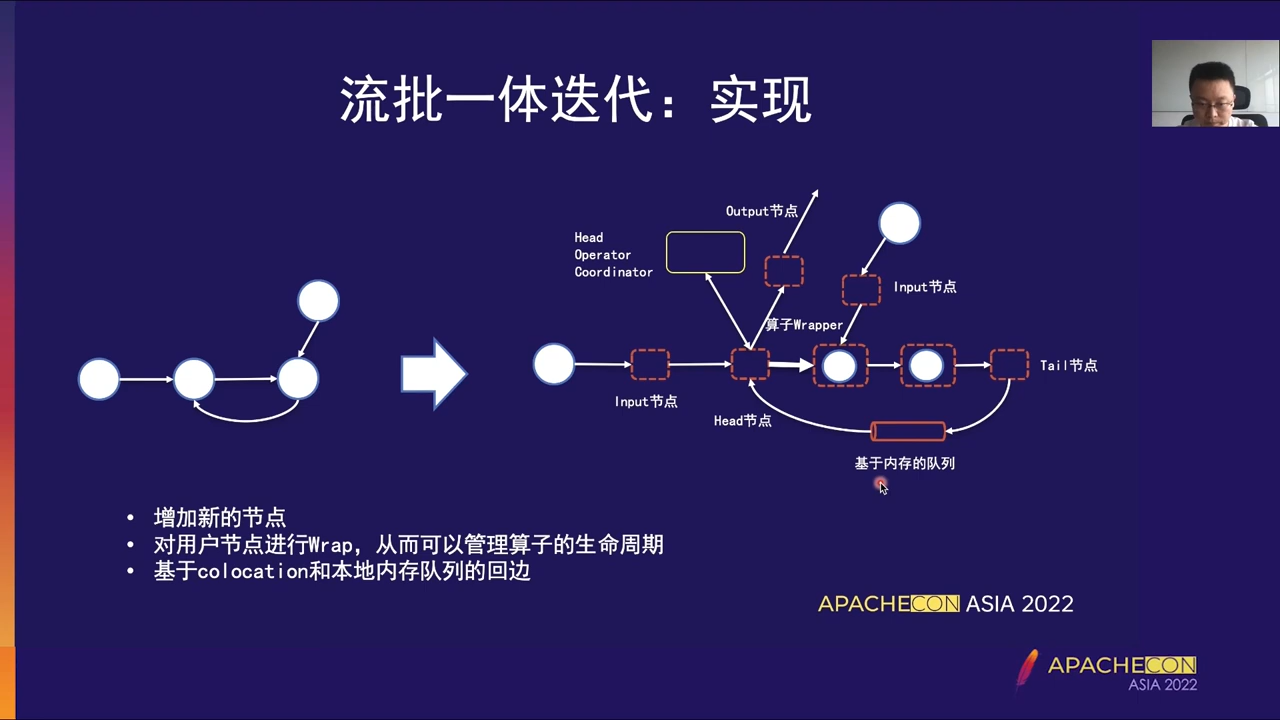 流批一体迭代：实现
Output节点
Head
Operator
Coordinator
Input节点
算子Wrapper
Tail节点
Input节点
Head节点
基于内存的队列
• 增加新的节点
• 对用户节点进行Wrap，从而可以管理算子的生命周期
• 基于colocation和本地内存队列的回边
APACHECON ASIA 2022
APACHECON
ASIA 2022